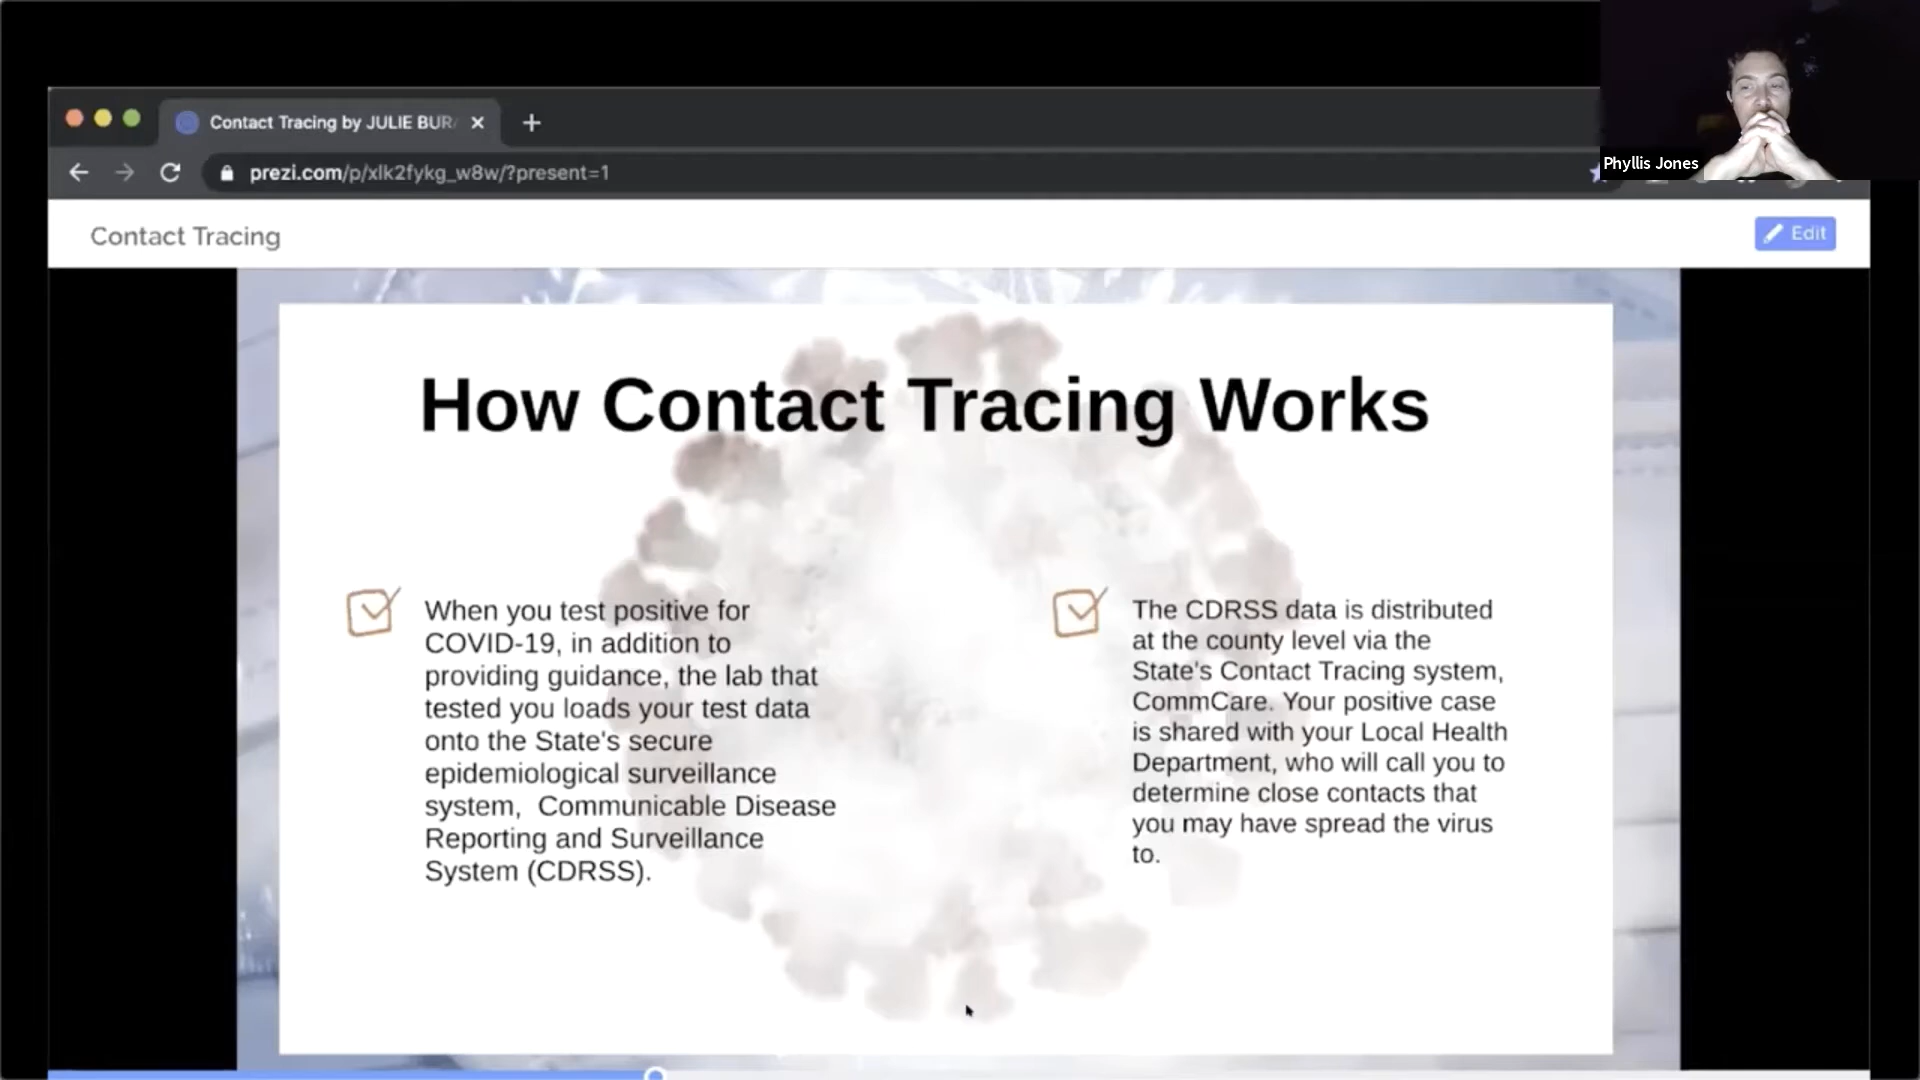 Contact Tracing by JULIE BUR
prezi.com/p/xlk2fykg_w8w/?present=1
Phyllis Jones
Contact Tracing
Edit
How Contact Tracing Works
When you test positive for
COVID-19, in addition to
providing guidance, the lab that
tested you loads your test data
onto the State's secure
epidemiological surveillance
system,  Communicable Disease
Reporting and Surveillance
System (CDRSS).
The CDRSS data is distributed
at the county level via the
State's Contact Tracing system,
CommCare. Your positive case
is shared with your Local Health
Department, who will call you to
determine close contacts that
you may have spread the virus
to.